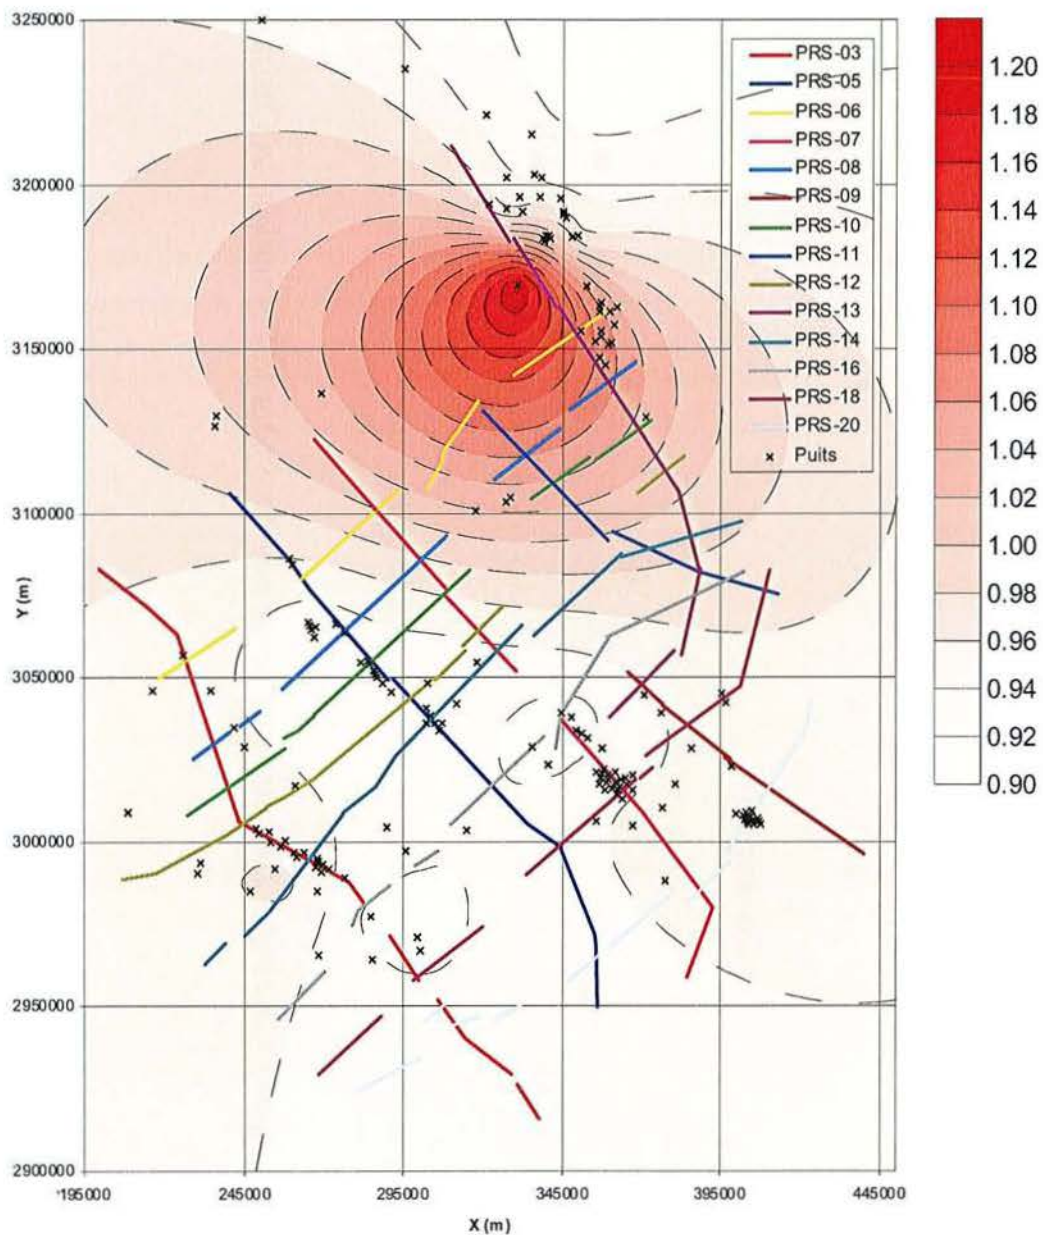 3250000
3200000
3150000
3100000
3050000
3000000
2950000
2900000
Y (m)
195000
245000
295000
345000
395000
445000
X (m)
PRS-03
PRS-05
PRS-06
PRS-07
PRS-08
PRS-09
PRS-10
PRS-11
PRS-12
PRS-13
PRS-14
PRS-16
PRS-18
PRS-20
Puits
1.20
1.18
1.16
1.14
1.12
1.10
1.08
1.06
1.04
1.02
1.00
0.98
0.96
0.94
0.92
0.90